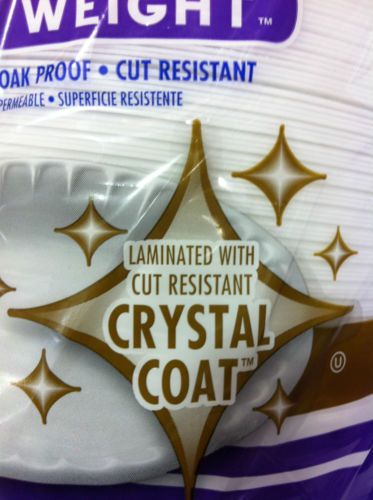 WEIGHT™
OAK PROOF • CUT RESISTANT
PERMEABLE • SUPERFICIE RESISTENTE
LAMINATED WITH
CUT RESISTANT
CRYSTAL
COAT™
U